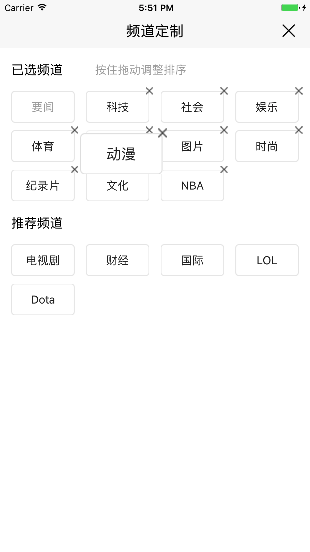 Carrier 5:51 PM
频道定制
已选频道 按住拖动调整排序
要闻 科技 社会 娱乐
体育 动漫 图片 时尚
纪录片 文化 NBA
推荐频道
电视剧 财经 国际 LOL
Dota